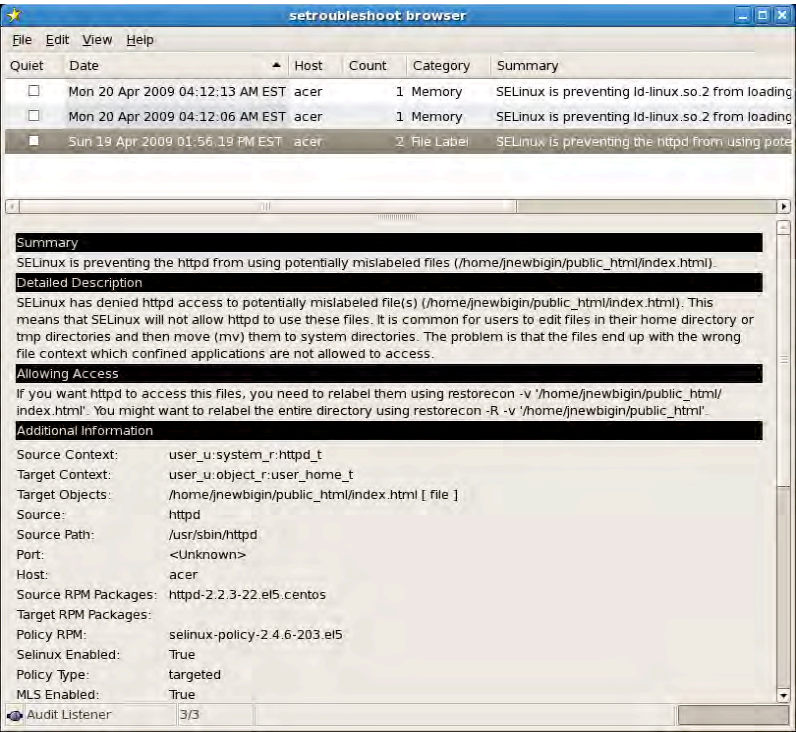 setroubleshoot browser
File Edit View Help
Quiet Date Host Count Category Summary
Mon 20 Apr 2009 04:12:13 AM EST acer 1 Memory SELinux is preventing ld-linux.so.2 from loading
Mon 20 Apr 2009 04:12:06 AM EST acer 1 Memory SELinux is preventing ld-linux.so.2 from loading
Sun 19 Apr 2009 01:56:19 PM EST acer 2 File Label SELinux is preventing the httpd from using pote
Summary
SELinux is preventing the httpd from using potentially mislabeled files (/home/jnewbigin/public_html/index.html).
Detailed Description
SELinux has denied httpd access to potentially mislabeled file(s) (/home/jnewbigin/public_html/index.html). This
means that SELinux will not allow httpd to use these files. It is common for users to edit files in their home directory or
tmp directories and then move (mv) them to system directories. The problem is that the files end up with the wrong
file context which confined applications are not allowed to access.
Allowing Access
If you want httpd to access this files, you need to relabel them using restorecon -v '/home/jnewbigin/public_html/
index.html'. You might want to relabel the entire directory using restorecon -R -v '/home/jnewbigin/public_html'.
Additional Information
Source Context: user_u:system_r:httpd_t
Target Context: user_u:object_r:user_home_t
Target Objects: /home/jnewbigin/public_html/index.html [ file ]
Source: httpd
Source Path: /usr/sbin/httpd
Port: <Unknown>
Host: acer
Source RPM Packages: httpd-2.2.3-22.el5.centos
Target RPM Packages:
Policy RPM: selinux-policy-2.4.6-203.el5
Selinux Enabled: True
Policy Type: targeted
MLS Enabled: True
Audit Listener 3/3